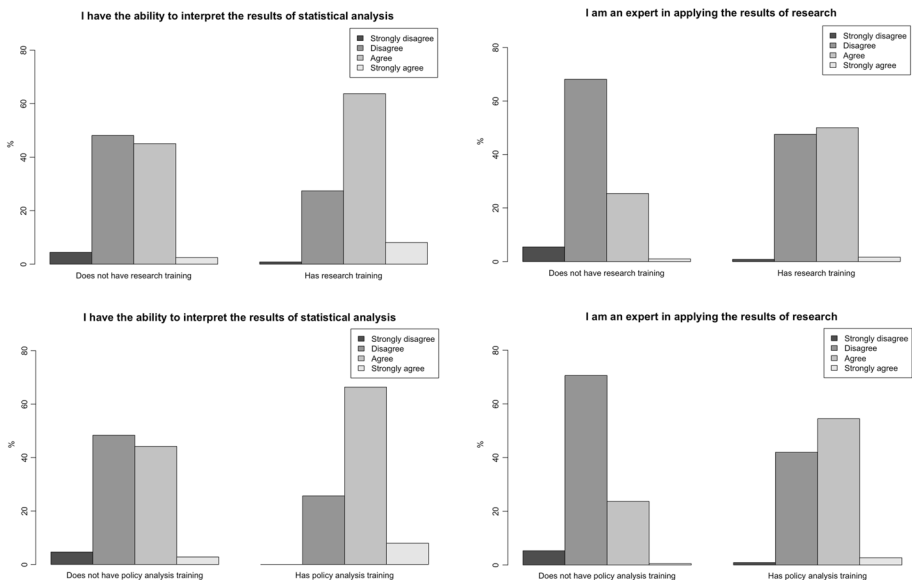 I have the ability to interpret the results of statistical analysis
Strongly disagree
Disagree
Agree
Strongly agree
%
80
60
40
20
0
Does not have research training
Has research training
I am an expert in applying the results of research
Strongly disagree
Disagree
Agree
Strongly agree
%
80
60
40
20
0
Does not have research training
Has research training
I have the ability to interpret the results of statistical analysis
Strongly disagree
Disagree
Agree
Strongly agree
%
80
60
40
20
0
Does not have policy analysis training
Has policy analysis training
I am an expert in applying the results of research
Strongly disagree
Disagree
Agree
Strongly agree
%
80
60
40
20
0
Does not have policy analysis training
Has policy analysis training